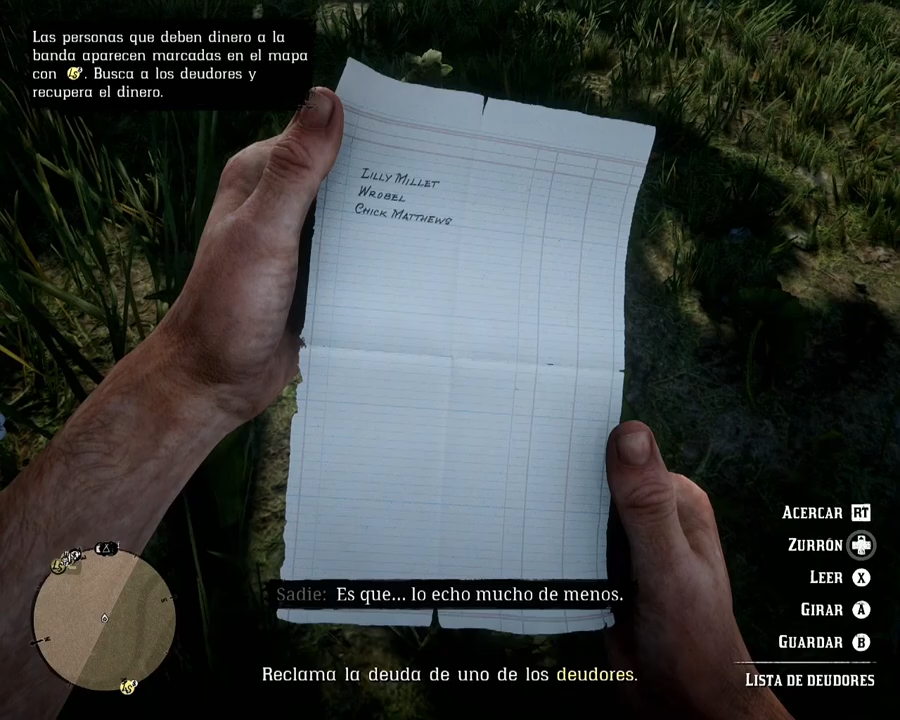 Las personas que deben dinero a la
banda aparecen marcadas en el mapa
con LS. Busca a los deudores y
recupera el dinero.
LILLY MILLET
WROBEL
CHICK MATTHEWS
ACERCAR RT
ZURRÓN
LEER X
GIRAR A
GUARDAR B
LISTA DE DEUDORES
Sadie: Es que... lo echo mucho de menos.
Reclama la deuda de uno de los deudores.